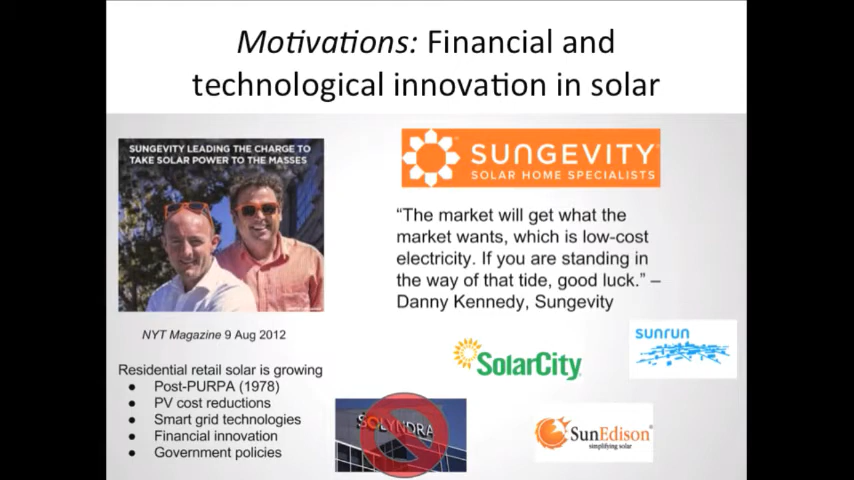 Motivations: Financial and
technological innovation in solar
SUNGEVITY LEADING THE CHARGE TO
TAKE SOLAR POWER TO THE MASSES
NYT Magazine 9 Aug 2012
Residential retail solar is growing
● Post-PURPA (1978)
● PV cost reductions
● Smart grid technologies
● Financial innovation
● Government policies
SUNGEVITY
SOLAR HOME SPECIALISTS
“The market will get what the
market wants, which is low-cost
electricity. If you are standing in
the way of that tide, good luck.” –
Danny Kennedy, Sungevity
sunrun
SolarCity
SOLYNDRA
SunEdison
simplifying solar